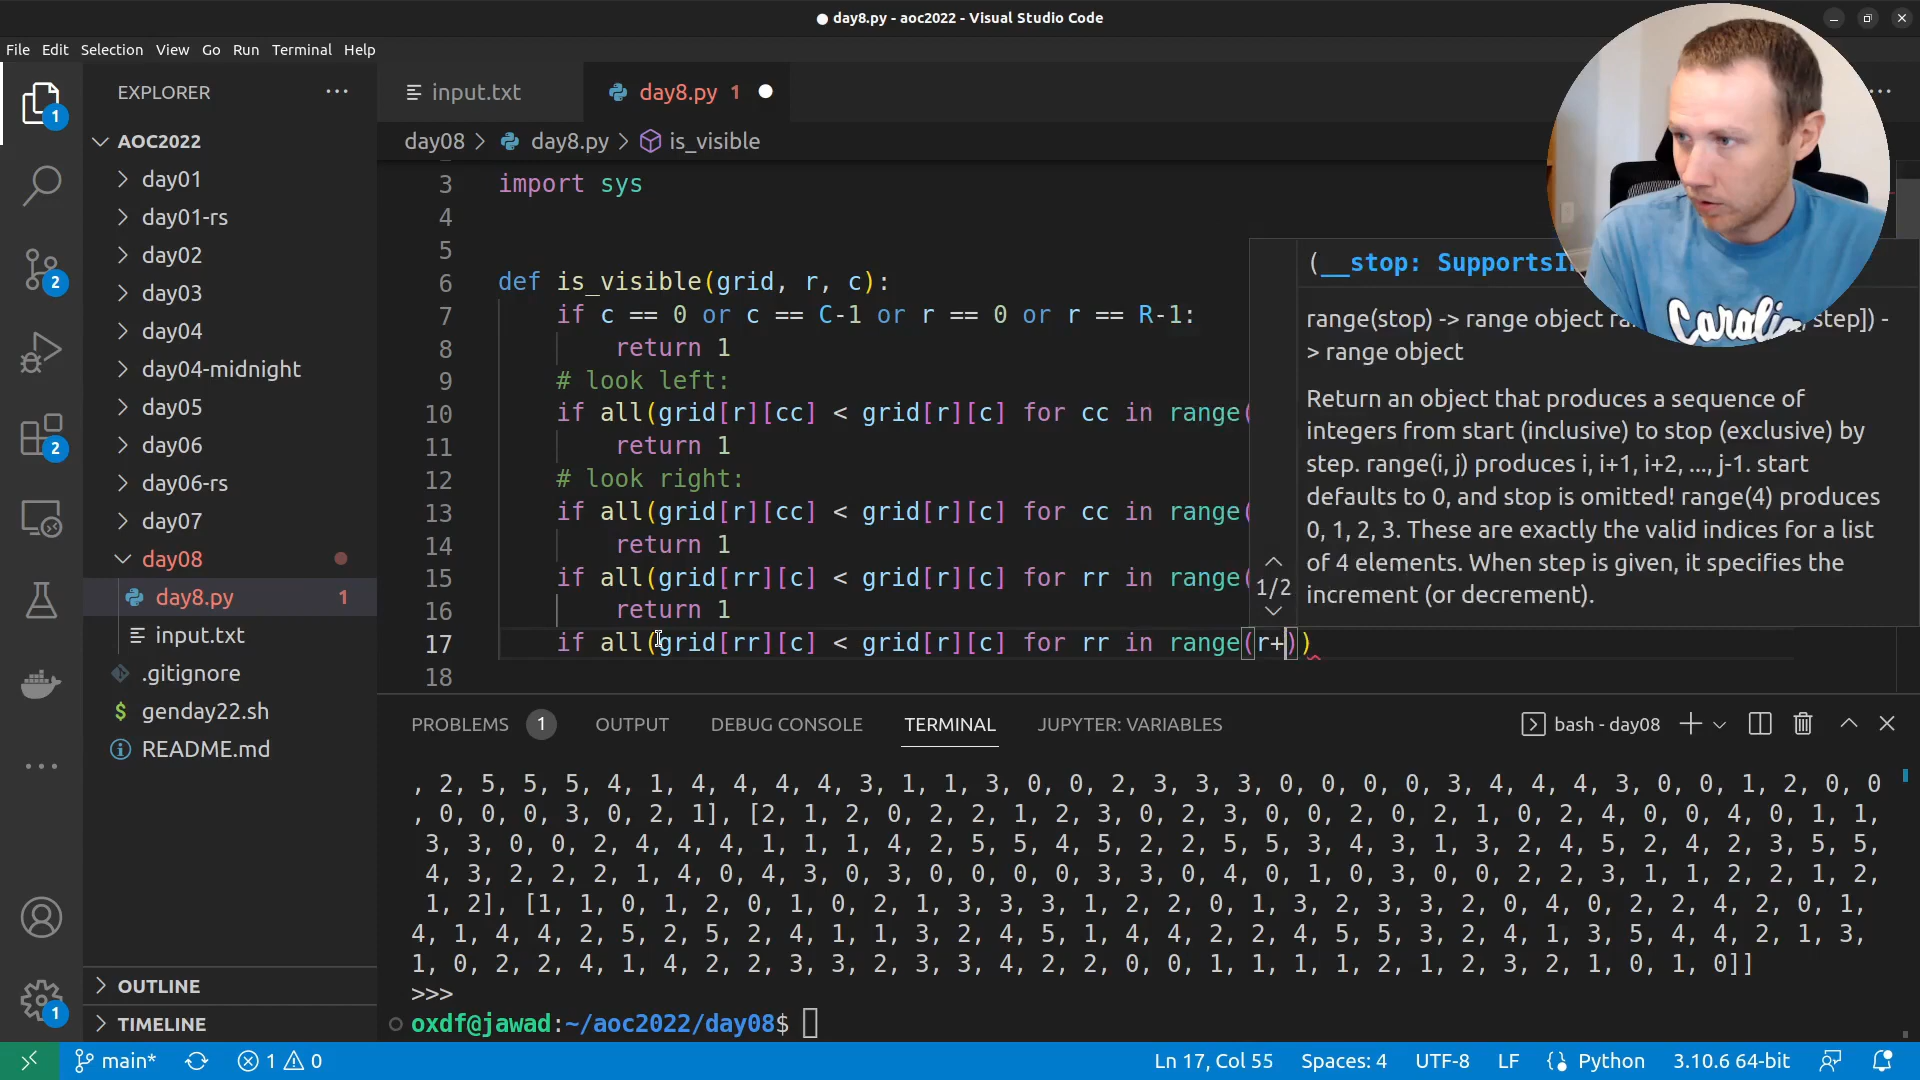 day8.py - aoc2022 - Visual Studio Code
File Edit Selection View Go Run Terminal Help
EXPLORER
input.txt
day8.py 1
day08 > day8.py > is_visible
AOC2022
day01
day01-rs
day02
day03
day04
day04-midnight
day05
day06
day06-rs
day07
day08
day8.py 1
input.txt
.gitignore
genday22.sh
README.md
OUTLINE
TIMELINE
1
2
2
1
3 import sys
4
5
6 def is_visible(grid, r, c):
7 if c == 0 or c == C-1 or r == 0 or r == R-1:
8 return 1
9 # look left:
10 if all(grid[r][cc] < grid[r][c] for cc in range(
11 return 1
12 # look right:
13 if all(grid[r][cc] < grid[r][c] for cc in range(
14 return 1
15 if all(grid[rr][c] < grid[r][c] for rr in range(
16 return 1
17 if all(grid[rr][c] < grid[r][c] for rr in range(r+))
18
(__stop: SupportsI
range(stop) -> range object ra , step]) -
> range object
Return an object that produces a sequence of
integers from start (inclusive) to stop (exclusive) by
step. range(i, j) produces i, i+1, i+2, ..., j-1. start
defaults to 0, and stop is omitted! range(4) produces
0, 1, 2, 3. These are exactly the valid indices for a list
of 4 elements. When step is given, it specifies the
increment (or decrement).
1/2
Carolin
PROBLEMS 1 OUTPUT DEBUG CONSOLE TERMINAL JUPYTER: VARIABLES
bash - day08
, 2, 5, 5, 5, 4, 1, 4, 4, 4, 4, 3, 1, 1, 3, 0, 0, 2, 3, 3, 3, 0, 0, 0, 0, 3, 4, 4, 4, 3, 0, 0, 1, 2, 0, 0
, 0, 0, 0, 3, 0, 2, 1], [2, 1, 2, 0, 2, 2, 1, 2, 3, 0, 2, 3, 0, 0, 2, 0, 2, 1, 0, 2, 4, 0, 0, 4, 0, 1, 1,
3, 3, 0, 0, 2, 4, 4, 4, 1, 1, 1, 4, 2, 5, 5, 4, 5, 2, 2, 5, 5, 3, 4, 3, 1, 3, 2, 4, 5, 2, 4, 2, 3, 5, 5,
4, 3, 2, 2, 2, 1, 4, 0, 4, 3, 0, 3, 0, 0, 0, 0, 3, 3, 0, 4, 0, 1, 0, 3, 0, 0, 2, 2, 3, 1, 1, 2, 2, 1, 2,
1, 2], [1, 1, 0, 1, 2, 0, 1, 0, 2, 1, 3, 3, 3, 1, 2, 2, 0, 1, 3, 2, 3, 3, 2, 0, 4, 0, 2, 2, 4, 2, 0, 1,
4, 1, 4, 4, 2, 5, 2, 5, 2, 4, 1, 1, 3, 2, 4, 5, 1, 4, 4, 2, 2, 4, 5, 5, 3, 2, 4, 1, 3, 5, 4, 4, 2, 1, 3,
1, 0, 2, 2, 4, 1, 4, 2, 2, 3, 3, 2, 3, 3, 4, 2, 2, 0, 0, 1, 1, 1, 1, 2, 1, 2, 3, 2, 1, 0, 1, 0]]
>>>
oxdf@jawad:~/aoc2022/day08$
main* 1 0 Ln 17, Col 55 Spaces: 4 UTF-8 LF Python 3.10.6 64-bit